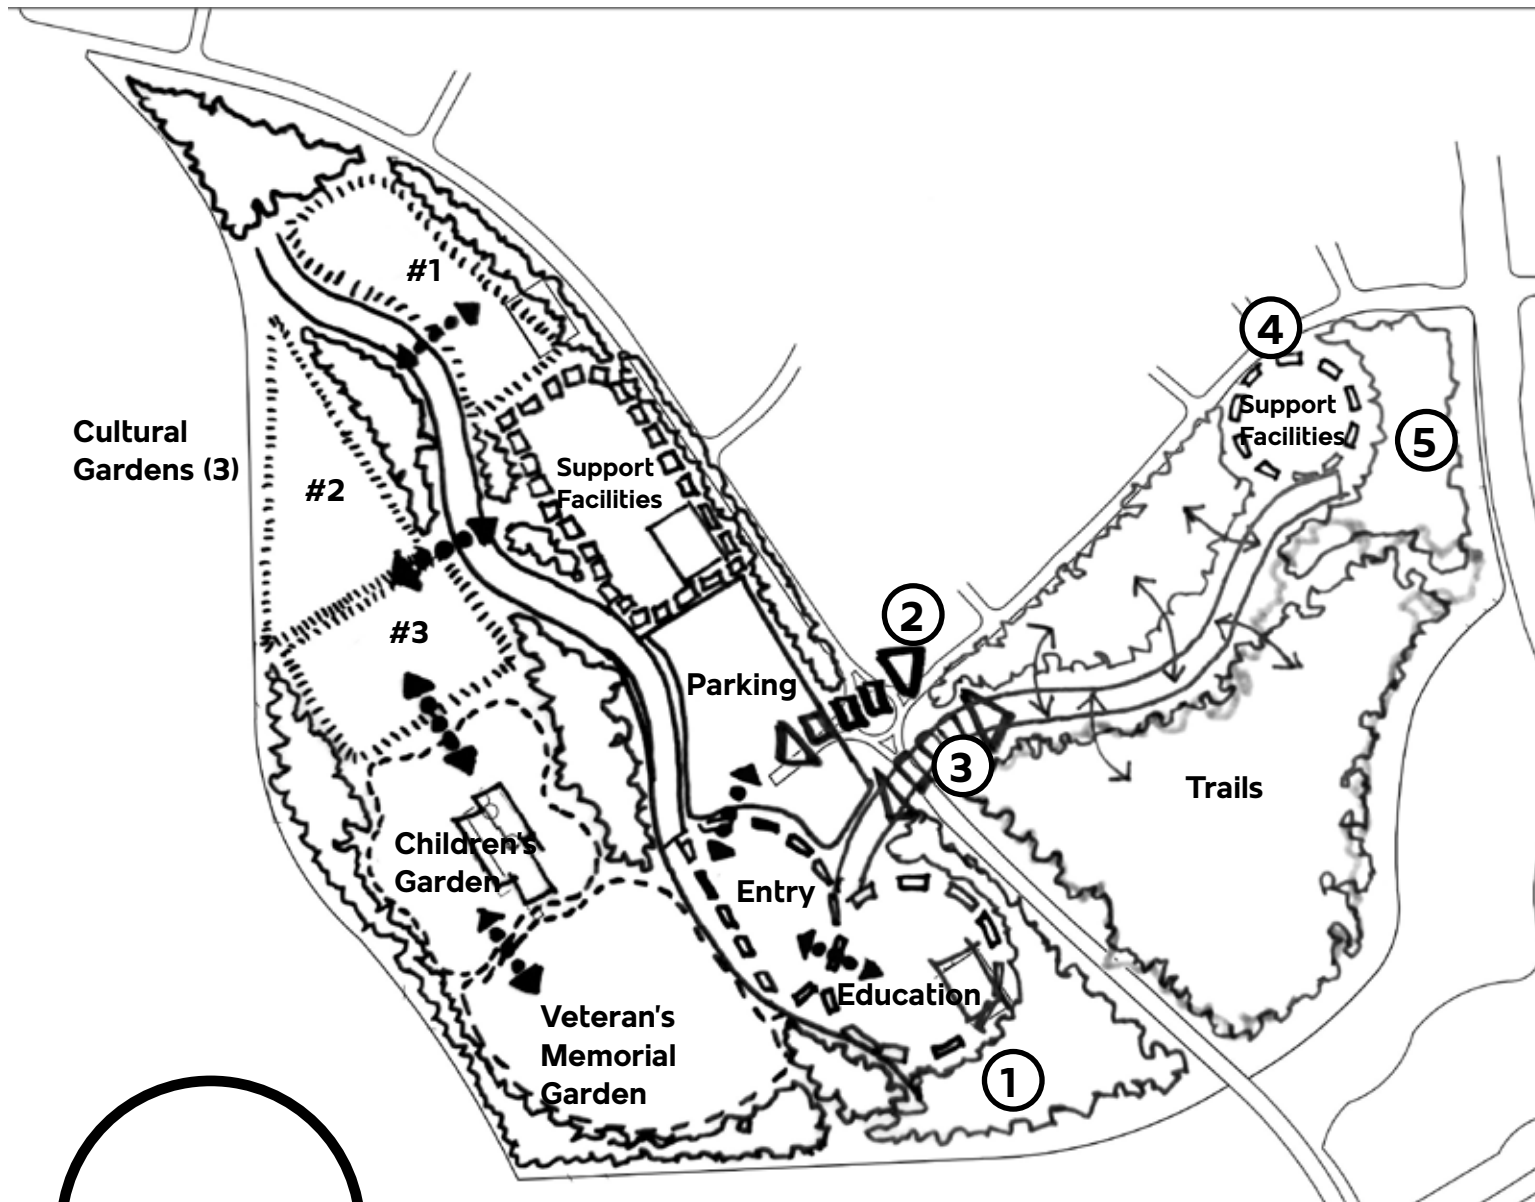 #1
4
Support
Facilities
5
Cultural
Gardens (3)
#2
Support
Facilities
2
#3
Parking
3
Trails
Children's
Garden
Entry
Education
Veteran's
Memorial
Garden
1